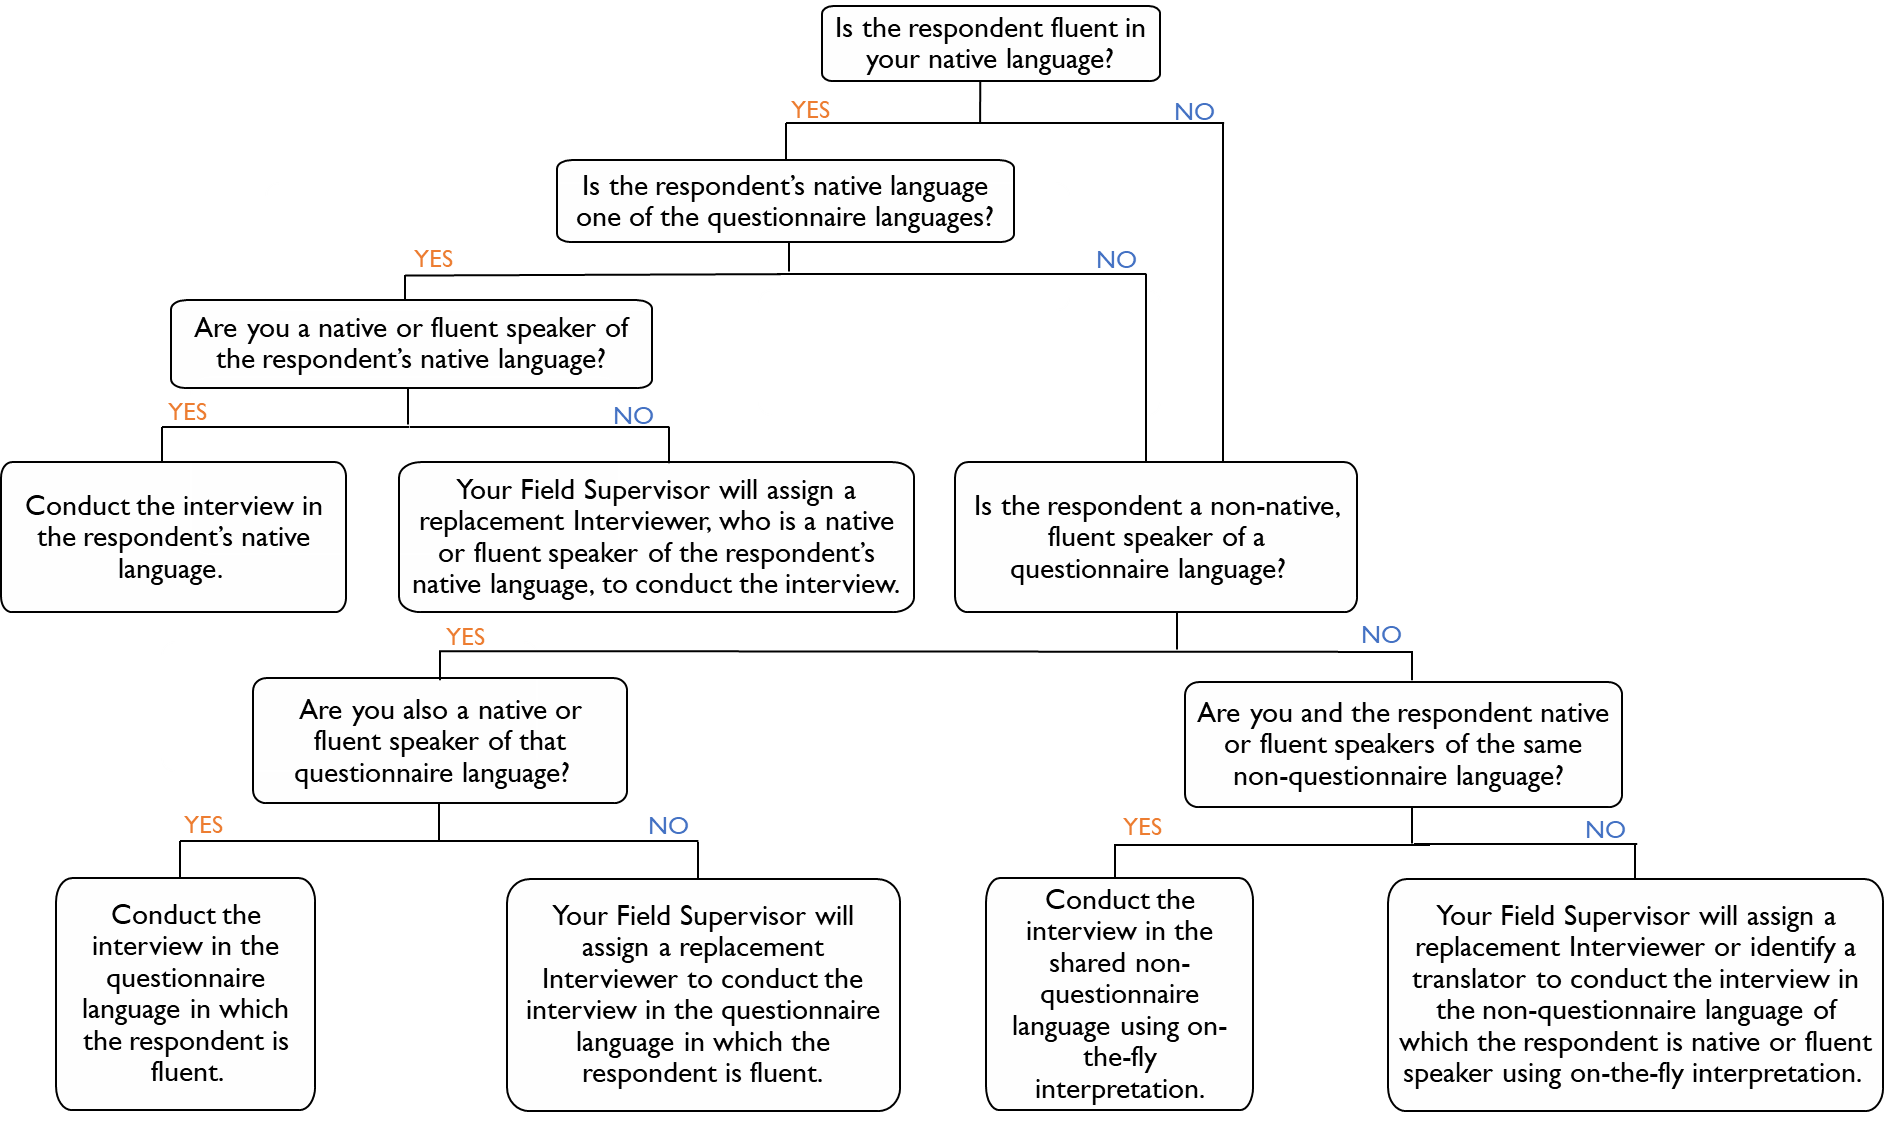 Is the respondent fluent in
your native language?
YES
NO
Is the respondent’s native language
one of the questionnaire languages?
YES
NO
Are you a native or fluent speaker of
the respondent’s native language?
YES
NO
Conduct the interview in
the respondent’s native
language.
Your Field Supervisor will assign a
replacement Interviewer, who is a native
or fluent speaker of the respondent’s
native language, to conduct the interview.
Is the respondent a non-native,
fluent speaker of a
questionnaire language?
YES
NO
Are you also a native or
fluent speaker of that
questionnaire language?
Are you and the respondent native
or fluent speakers of the same
non-questionnaire language?
YES
NO
YES
NO
Conduct the
interview in the
questionnaire
language in which
the respondent is
fluent.
Your Field Supervisor will
assign a replacement
Interviewer to conduct the
interview in the questionnaire
language in which the
respondent is fluent.
Conduct the
interview in the
shared non-
questionnaire
language using on-
the-fly
interpretation.
Your Field Supervisor will assign a
replacement Interviewer or identify a
translator to conduct the interview in
the non-questionnaire language of
which the respondent is native or fluent
speaker using on-the-fly interpretation.